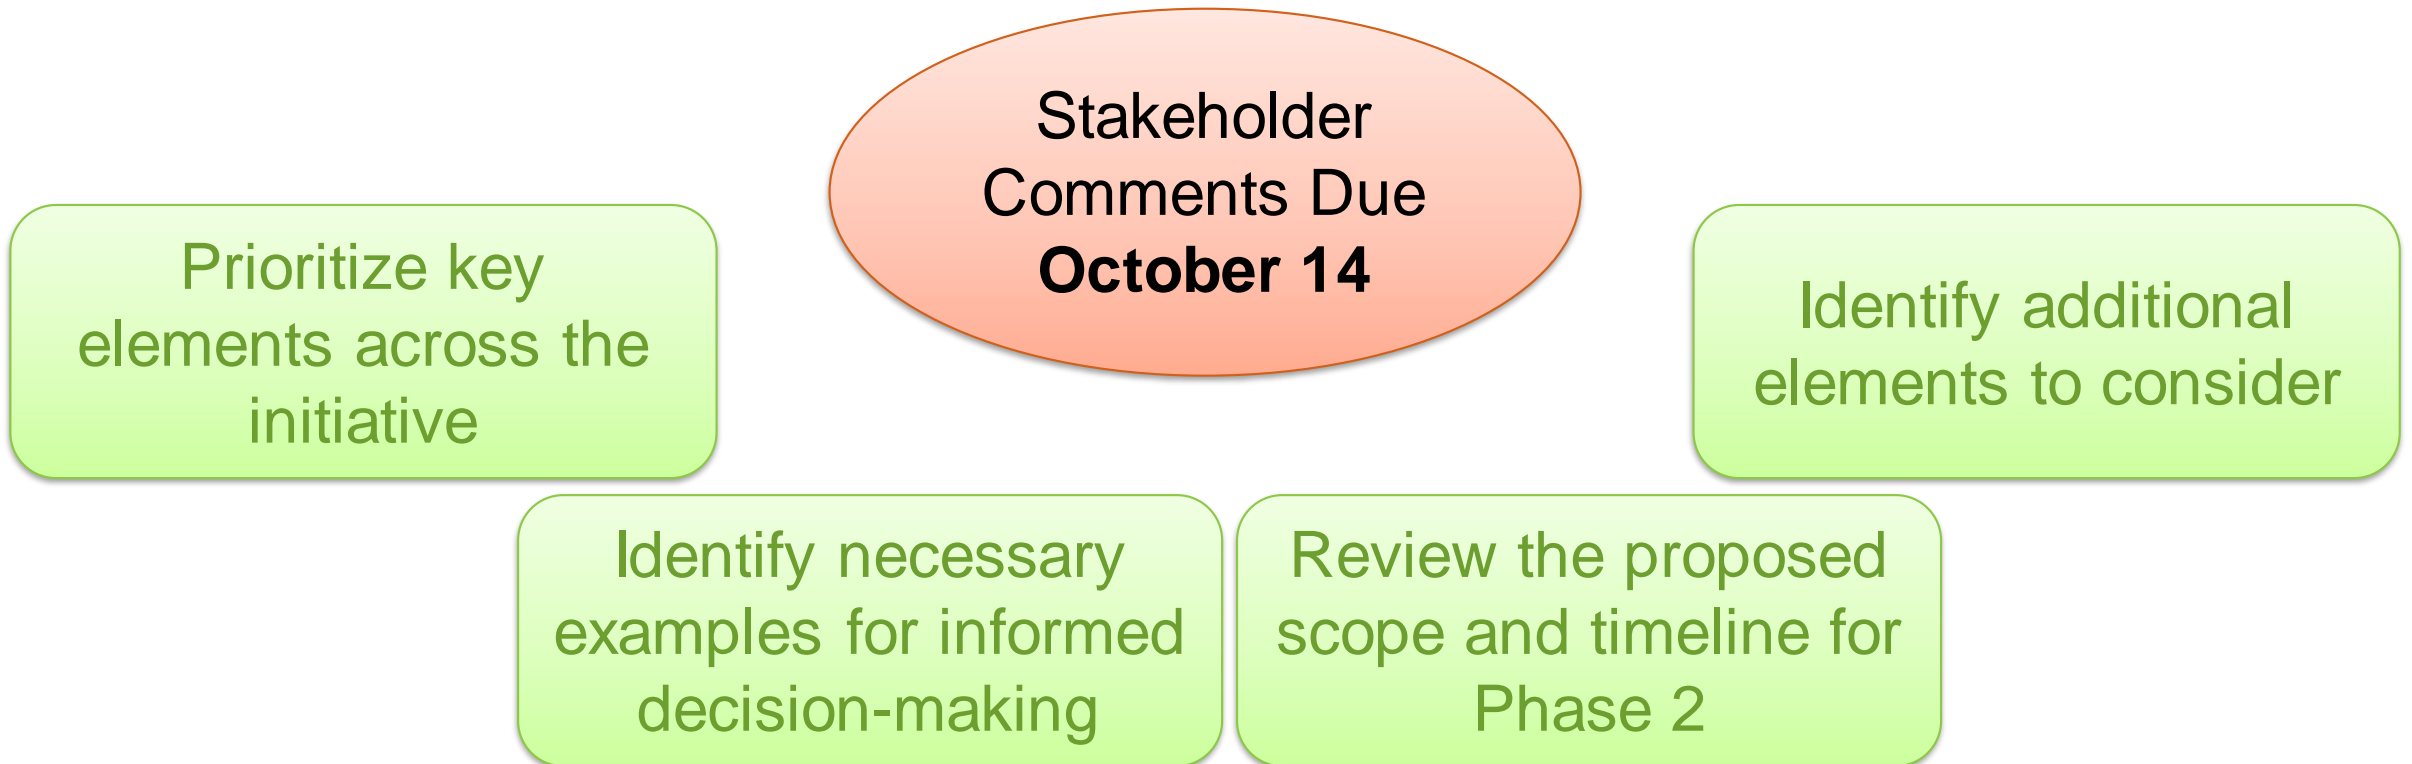 Stakeholder
Comments Due
October 14
Prioritize key
elements across the
initiative
Identify additional
elements to consider
Identify necessary
examples for informed
decision-making
Review the proposed
scope and timeline for
Phase 2